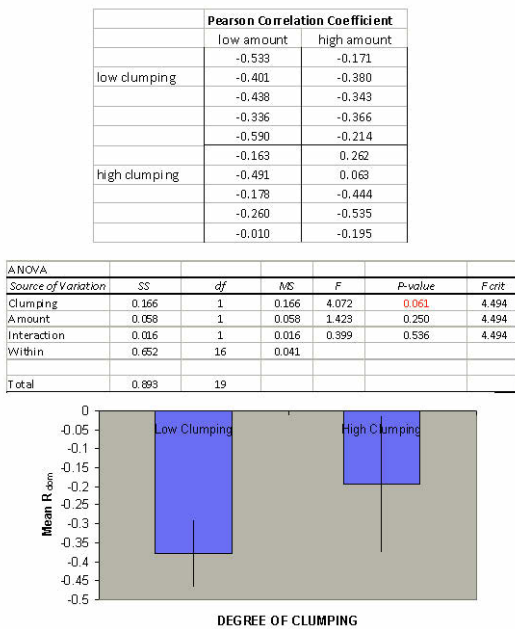 Pearson Correlation Coefficient
low amount high amount
-0.533 -0.171
low clumping -0.401 -0.380
-0.438 -0.343
-0.336 -0.366
-0.590 -0.214
-0.163 0.262
high clumping -0.491 0.063
-0.178 -0.444
-0.260 -0.535
-0.010 -0.195
ANOVA
Source of Variation SS df MS F P-value F crit
Clumping 0.166 1 0.166 4.072 0.061 4.494
Amount 0.058 1 0.058 1.423 0.250 4.494
Interaction 0.016 1 0.016 0.399 0.536 4.494
Within 0.652 16 0.041
Total 0.893 19
0
-0.05
Low Clumping High Clumping
-0.1
-0.15
-0.2
-0.25
-0.3
-0.35
-0.4
-0.45
-0.5
Mean R dom
DEGREE OF CLUMPING